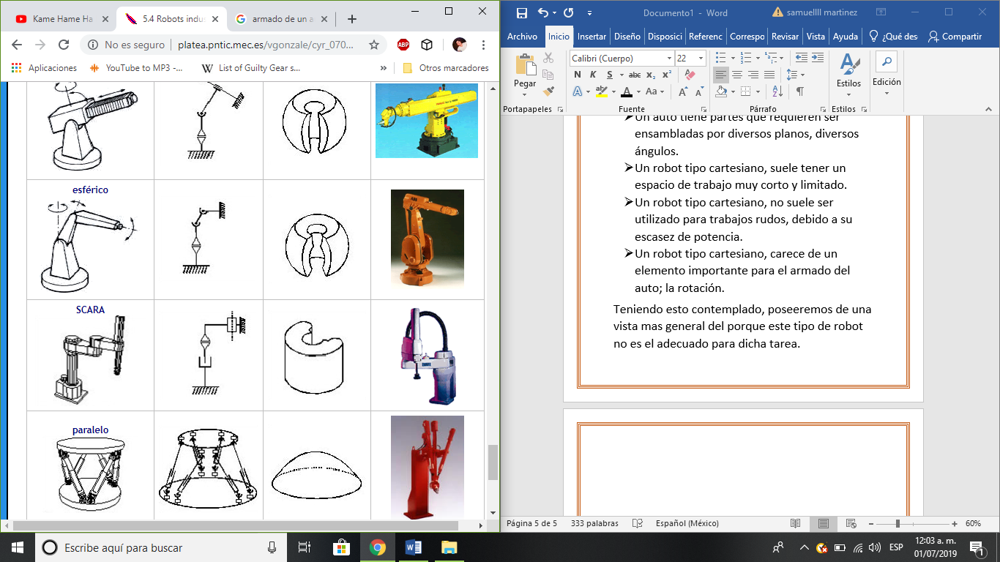 Kame Hame Ha
5.4 Robots indus
armado de un a
No es seguro
platea.pntic.mec.es/vgonzale/cyr_070...
ABP
Aplicaciones
YouTube to MP3 -...
List of Guilty Gear s...
»
Otros marcadores
esférico
SCARA
paralelo
Documento1 - Word
samuellll martinez
Archivo
Inicio
Insertar
Diseño
Disposici
Referenc
Correspo
Revisar
Vista
Ayuda
¿Qué des
Compartir
Pegar
Calibri (Cuerpo)
22
N K S abc x₂ x²
Aa
Estilos
Edición
Portapapeles
Fuente
Párrafo
Estilos
Un auto tiene partes que requieren ser
ensambladas por diversos planos, diversos
ángulos.
Un robot tipo cartesiano, suele tener un
espacio de trabajo muy corto y limitado.
Un robot tipo cartesiano, no suele ser
utilizado para trabajos rudos, debido a su
escasez de potencia.
Un robot tipo cartesiano, carece de un
elemento importante para el armado del
auto; la rotación.
Teniendo esto contemplado, poseeremos de una
vista mas general del porque este tipo de robot
no es el adecuado para dicha tarea.
Página 5 de 5
333 palabras
Español (México)
60%
Escribe aquí para buscar
ESP
12:03 a. m.
01/07/2019
1